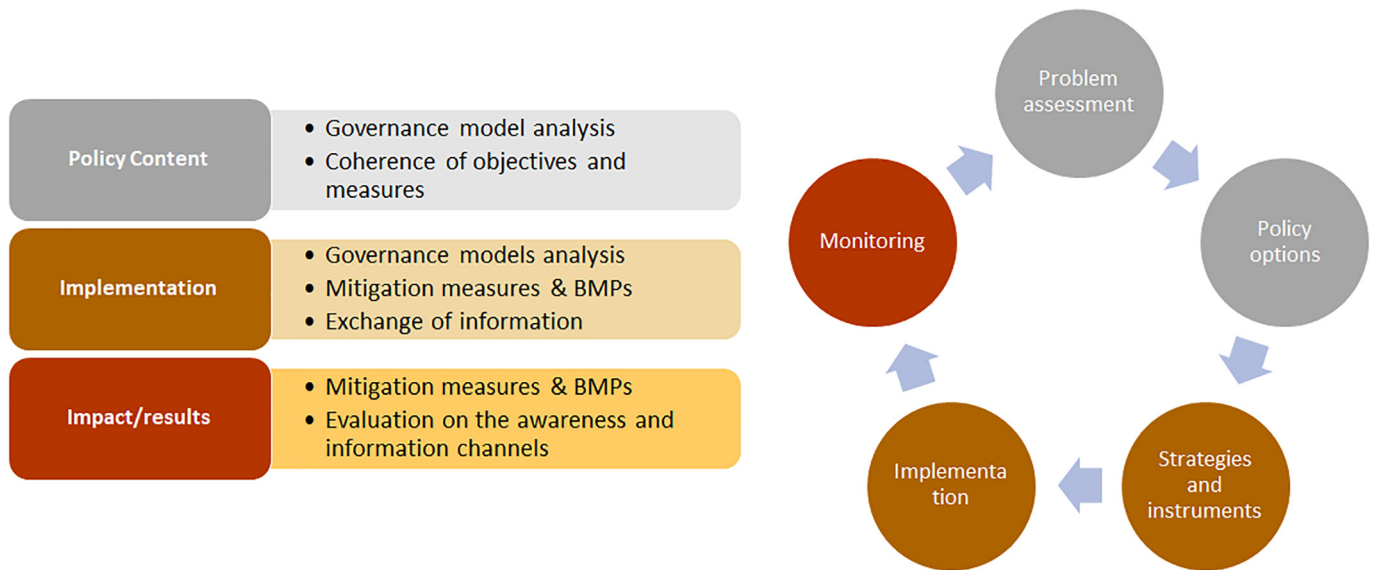 Policy Content
• Governance model analysis
• Coherence of objectives and
measures
Implementation
• Governance models analysis
• Mitigation measures & BMPs
• Exchange of information
Impact/results
• Mitigation measures & BMPs
• Evaluation on the awareness and
information channels
Problem
assessment
Policy
options
Strategies
and
instruments
Implementa
tion
Monitoring